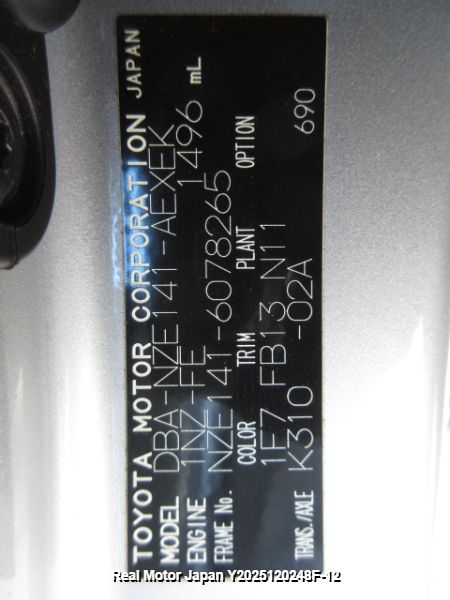 TOYOTA MOTOR CORPORATION JAPAN
MODEL DBA-NZE141-AEXEK
ENGINE 1NZ-FE 1496 mL
FRAME No. NZE141-6078265
COLOR TRIM PLANT OPTION
1F7 FB13 N11 690
TRANS./AXLE K310 -02A
Real Motor Japan Y2025120248F-12